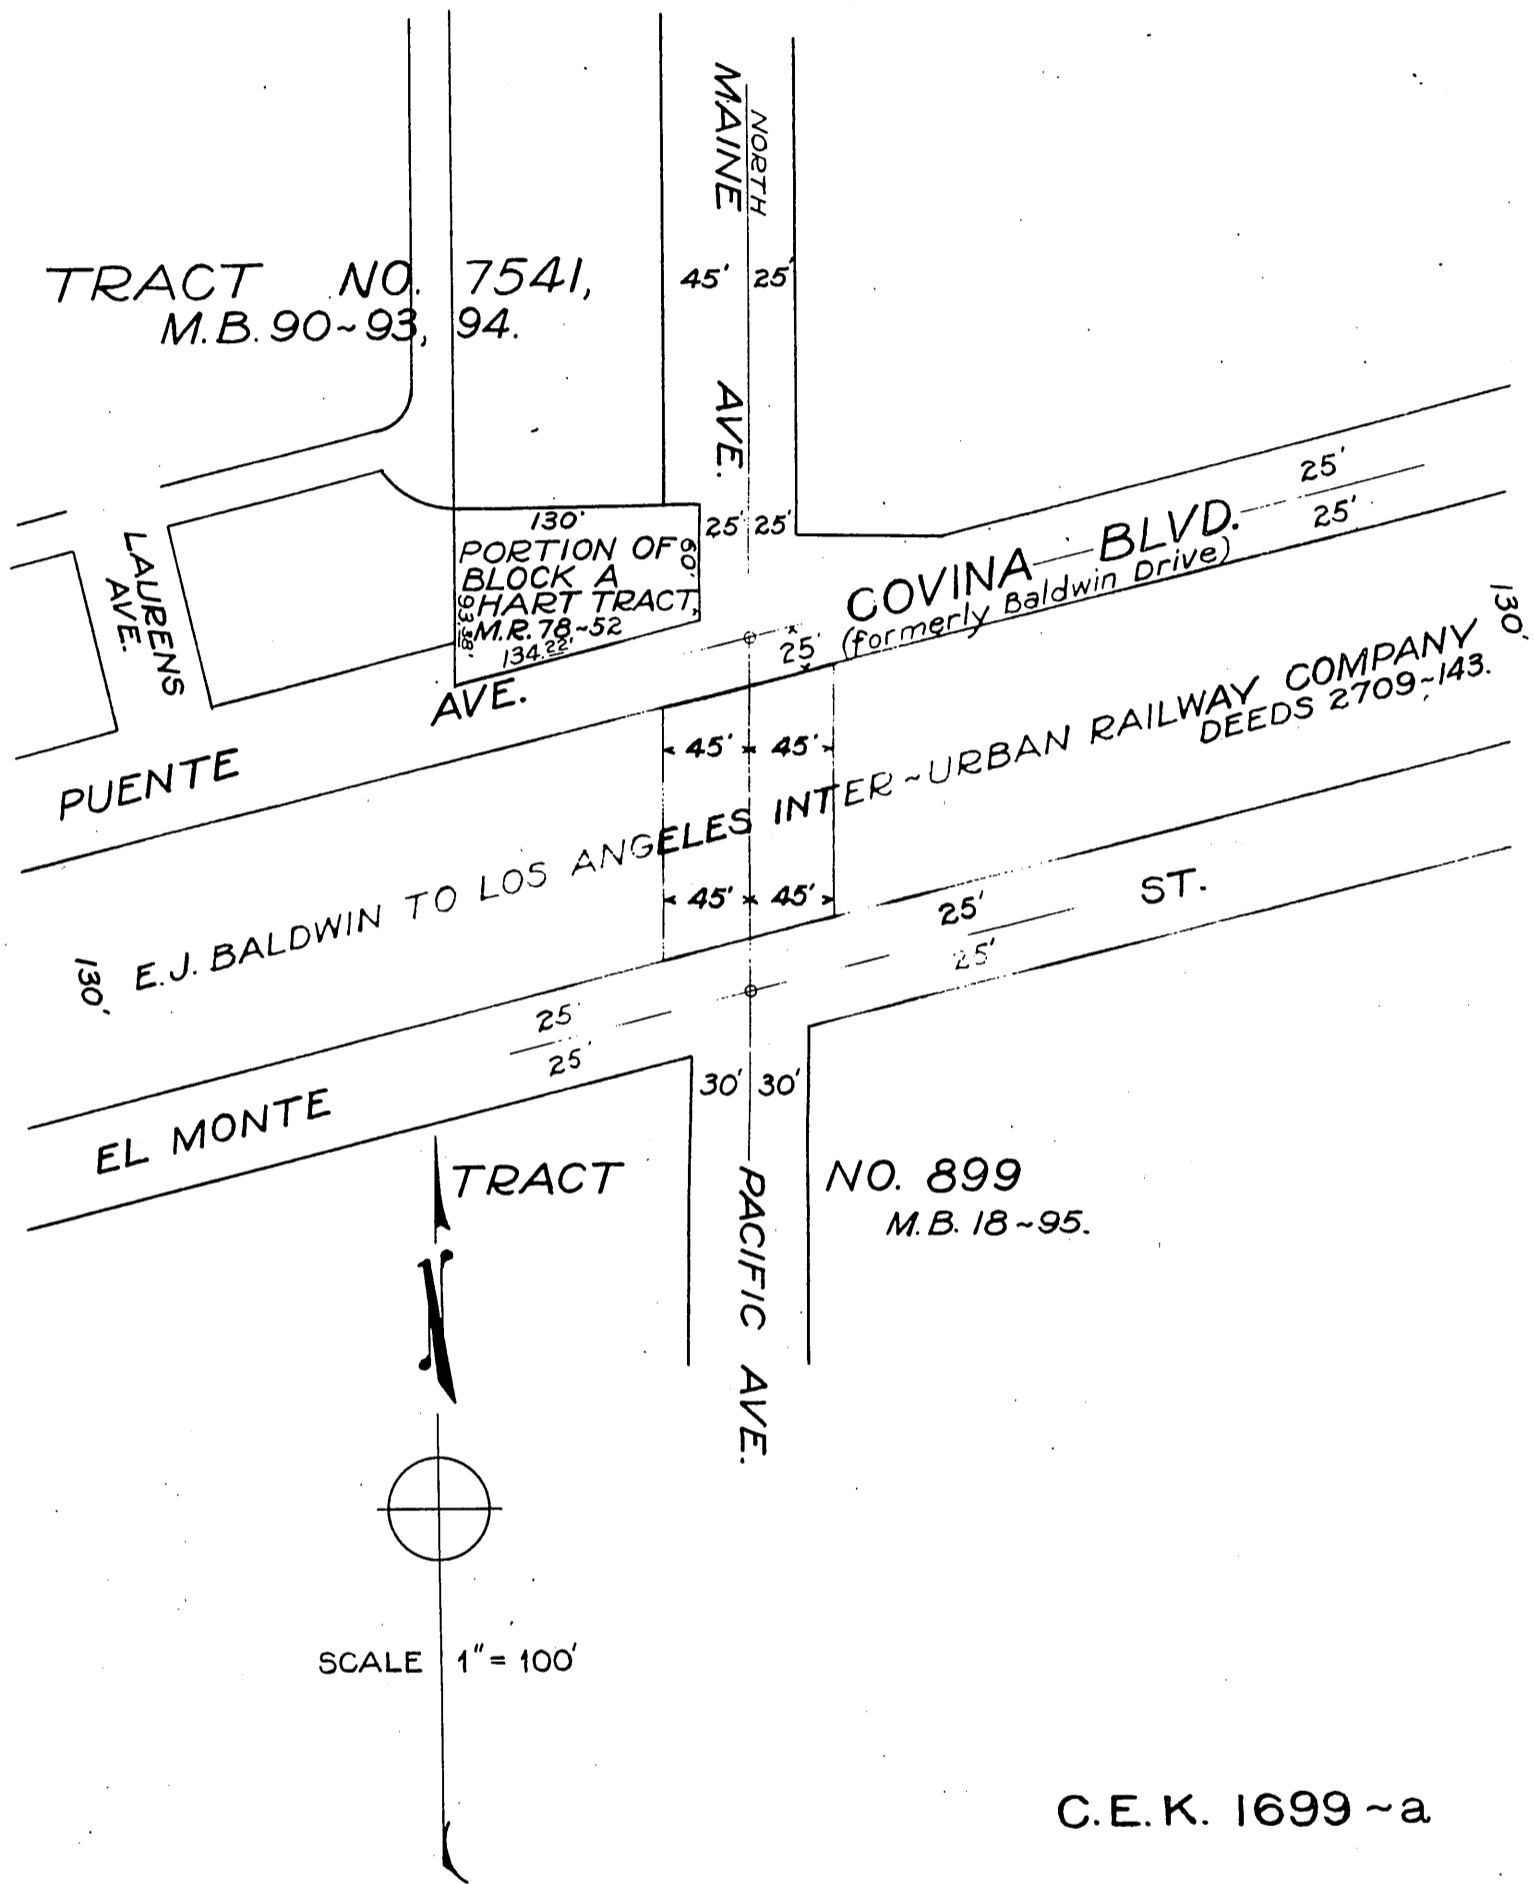 NORTH
MAINE AVE.
TRACT NO. 7541,
M.B. 90~93, 94.
45' 25'
25' 25'
130'
PORTION OF
BLOCK A
HART TRACT,
M.R. 78~52
60'
93.38'
134.22'
LAURENS
AVE.
PUENTE AVE.
COVINA BLVD.
(formerly Baldwin Drive)
25'
25'
25'
130'
E.J. BALDWIN TO LOS ANGELES INTER~URBAN RAILWAY COMPANY
DEEDS 2709~143.
45' 45'
45' 45'
130'
EL MONTE ST.
25'
25'
25'
25'
30' 30'
PACIFIC AVE.
TRACT NO. 899
M.B. 18~95.
N
SCALE 1" = 100'
C.E.K. 1699~a